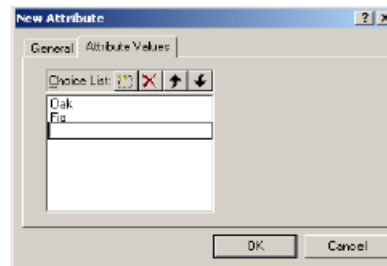 New Attribute
General Attribute Values
Choice List:
Oak
Fig
OK Cancel